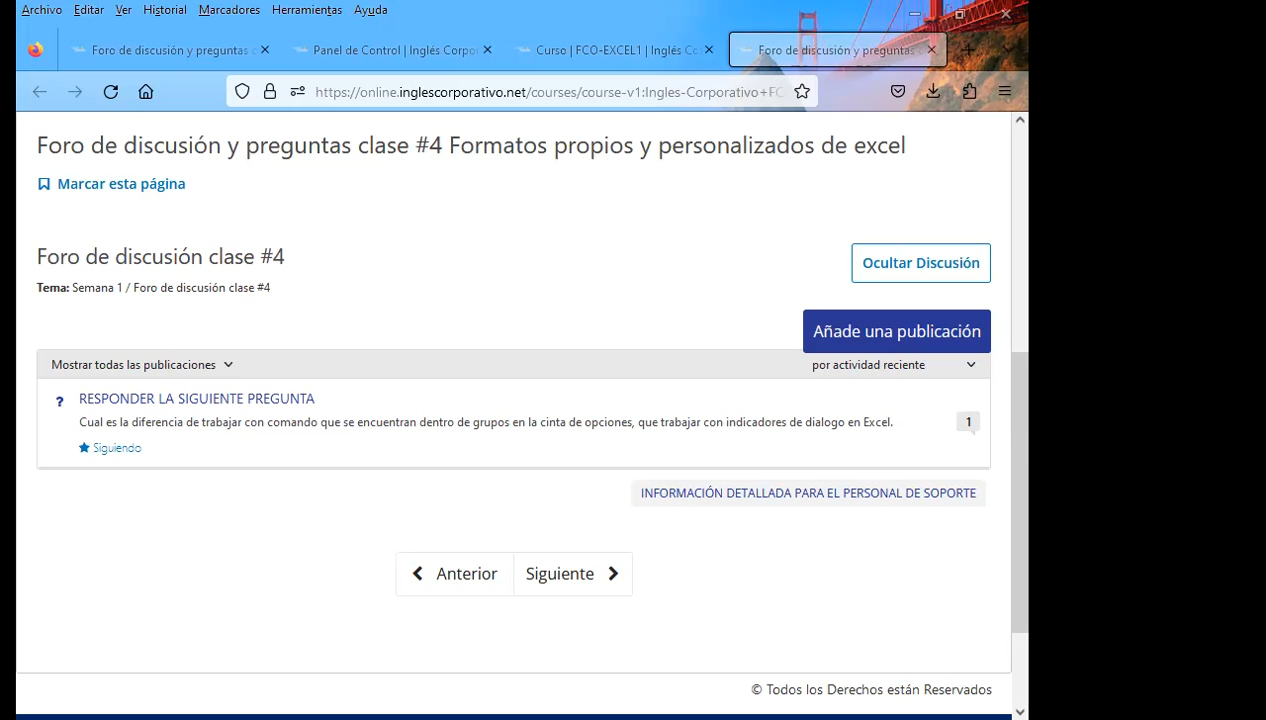 Archivo Editar Ver Historial Marcadores Herramientas Ayuda
Foro de discusión y preguntas c Panel de Control | Inglés Corpo Curso | FCO-EXCEL1 | Inglés Co Foro de discusión y preguntas c
https://online.inglescorporativo.net/courses/course-v1:Ingles-Corporativo+FC
Foro de discusión y preguntas clase #4 Formatos propios y personalizados de excel
Marcar esta página
Foro de discusión clase #4
Ocultar Discusión
Tema: Semana 1 / Foro de discusión clase #4
Añade una publicación
Mostrar todas las publicaciones por actividad reciente
? RESPONDER LA SIGUIENTE PREGUNTA
Cual es la diferencia de trabajar con comando que se encuentran dentro de grupos en la cinta de opciones, que trabajar con indicadores de dialogo en Excel. 1
Siguiendo
INFORMACIÓN DETALLADA PARA EL PERSONAL DE SOPORTE
Anterior Siguiente
© Todos los Derechos están Reservados